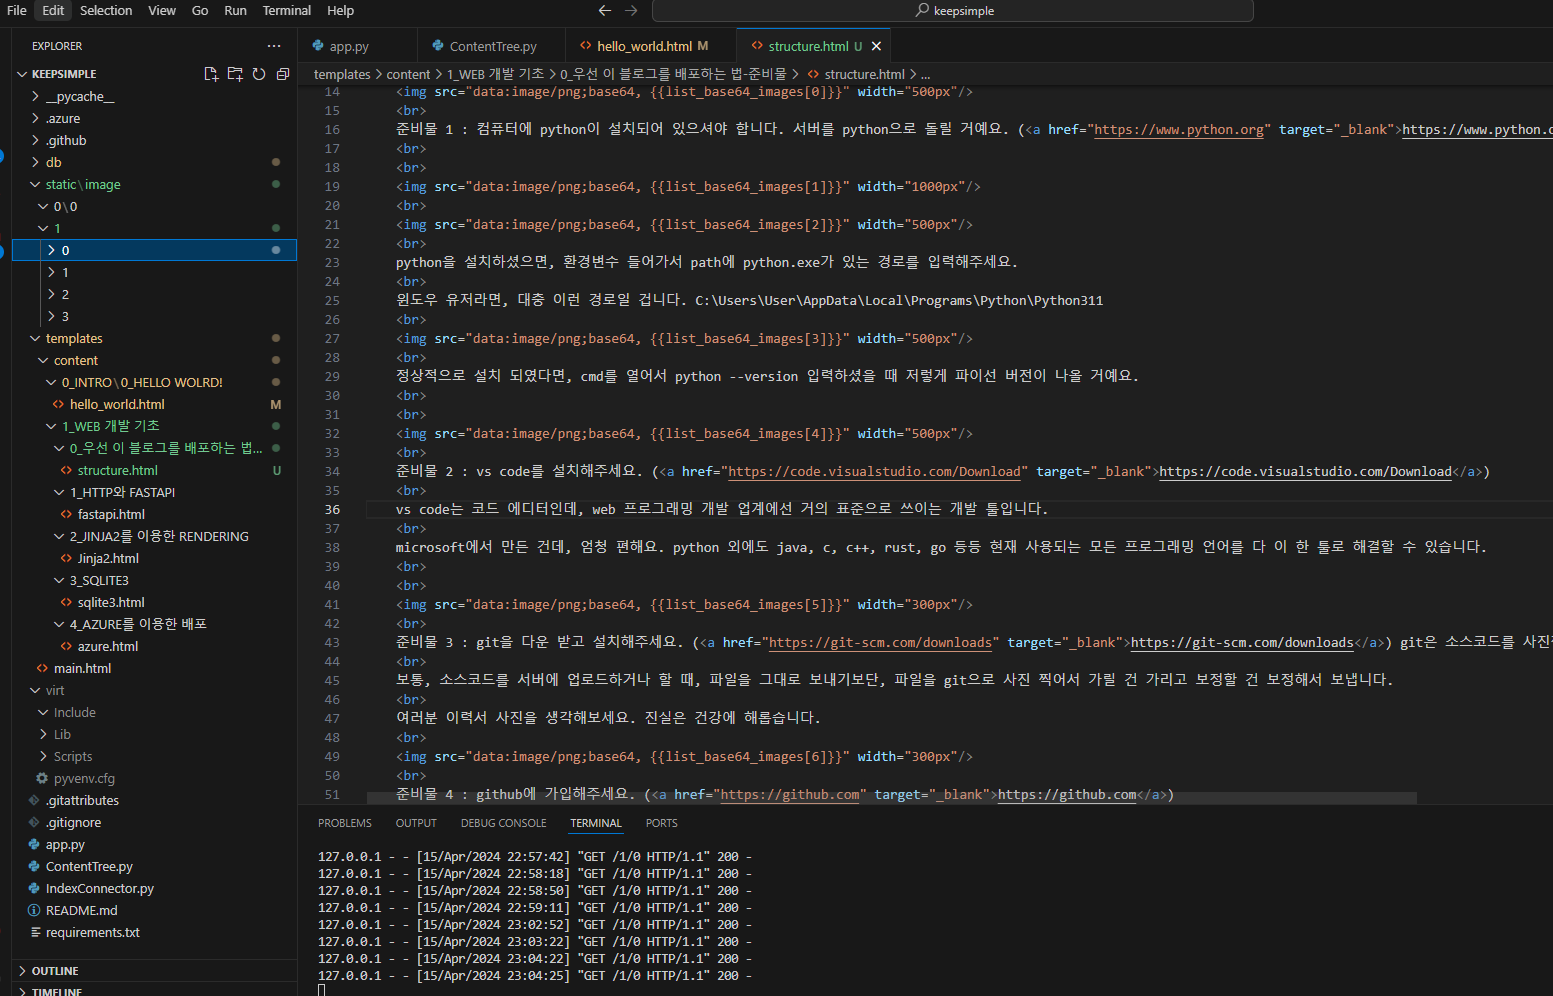 File Edit Selection View Go Run Terminal Help
keepsimple
EXPLORER
KEEPSIMPLE
__pycache__
.azure
.github
db
static\image
0\0
1
0
1
2
3
templates
content
0_INTRO\0_HELLO WOLRD!
hello_world.html M
1_WEB 개발 기초
0_우선 이 블로그를 배포하는 법...
structure.html U
1_HTTP와 FASTAPI
fastapi.html
2_JINJA2를 이용한 RENDERING
Jinja2.html
3_SQLITE3
sqlite3.html
4_AZURE를 이용한 배포
azure.html
main.html
virt
Include
Lib
Scripts
pyvenv.cfg
.gitattributes
.gitignore
app.py
ContentTree.py
IndexConnector.py
README.md
requirements.txt
OUTLINE
TIMELINE
app.py ContentTree.py hello_world.html M structure.html U
templates > content > 1_WEB 개발 기초 > 0_우선 이 블로그를 배포하는 법-준비물 > structure.html > ...
14 <img src="data:image/png;base64, {{list_base64_images[0]}}" width="500px"/>
15 <br>
16 준비물 1 : 컴퓨터에 python이 설치되어 있으셔야 합니다. 서버를 python으로 돌릴 거예요. (<a href="https://www.python.org" target="_blank">https://www.python.o
17 <br>
18 <br>
19 <img src="data:image/png;base64, {{list_base64_images[1]}}" width="1000px"/>
20 <br>
21 <img src="data:image/png;base64, {{list_base64_images[2]}}" width="500px"/>
22 <br>
23 python을 설치하셨으면, 환경변수 들어가서 path에 python.exe가 있는 경로를 입력해주세요.
24 <br>
25 윈도우 유저라면, 대충 이런 경로일 겁니다. C:\Users\User\AppData\Local\Programs\Python\Python311
26 <br>
27 <img src="data:image/png;base64, {{list_base64_images[3]}}" width="500px"/>
28 <br>
29 정상적으로 설치 되였다면, cmd를 열어서 python --version 입력하셨을 때 저렇게 파이선 버전이 나올 거예요.
30 <br>
31 <br>
32 <img src="data:image/png;base64, {{list_base64_images[4]}}" width="500px"/>
33 <br>
34 준비물 2 : vs code를 설치해주세요. (<a href="https://code.visualstudio.com/Download" target="_blank">https://code.visualstudio.com/Download</a>)
35 <br>
36 vs code는 코드 에디터인데, web 프로그래밍 개발 업계에선 거의 표준으로 쓰이는 개발 툴입니다.
37 <br>
38 microsoft에서 만든 건데, 엄청 편해요. python 외에도 java, c, c++, rust, go 등등 현재 사용되는 모든 프로그래밍 언어를 다 이 한 툴로 해결할 수 있습니다.
39 <br>
40 <br>
41 <img src="data:image/png;base64, {{list_base64_images[5]}}" width="300px"/>
42 <br>
43 준비물 3 : git을 다운 받고 설치해주세요. (<a href="https://git-scm.com/downloads" target="_blank">https://git-scm.com/downloads</a>) git은 소스코드를 사진
44 <br>
45 보통, 소스코드를 서버에 업로드하거나 할 때, 파일을 그대로 보내기보단, 파일을 git으로 사진 찍어서 가릴 건 가리고 보정할 건 보정해서 보냅니다.
46 <br>
47 여러분 이력서 사진을 생각해보세요. 진실은 건강에 해롭습니다.
48 <br>
49 <img src="data:image/png;base64, {{list_base64_images[6]}}" width="300px"/>
50 <br>
51 준비물 4 : github에 가입해주세요. (<a href="https://github.com" target="_blank">https://github.com</a>)
PROBLEMS OUTPUT DEBUG CONSOLE TERMINAL PORTS
127.0.0.1 - - [15/Apr/2024 22:57:42] "GET /1/0 HTTP/1.1" 200 -
127.0.0.1 - - [15/Apr/2024 22:58:18] "GET /1/0 HTTP/1.1" 200 -
127.0.0.1 - - [15/Apr/2024 22:58:50] "GET /1/0 HTTP/1.1" 200 -
127.0.0.1 - - [15/Apr/2024 22:59:11] "GET /1/0 HTTP/1.1" 200 -
127.0.0.1 - - [15/Apr/2024 23:02:52] "GET /1/0 HTTP/1.1" 200 -
127.0.0.1 - - [15/Apr/2024 23:03:22] "GET /1/0 HTTP/1.1" 200 -
127.0.0.1 - - [15/Apr/2024 23:04:22] "GET /1/0 HTTP/1.1" 200 -
127.0.0.1 - - [15/Apr/2024 23:04:25] "GET /1/0 HTTP/1.1" 200 -